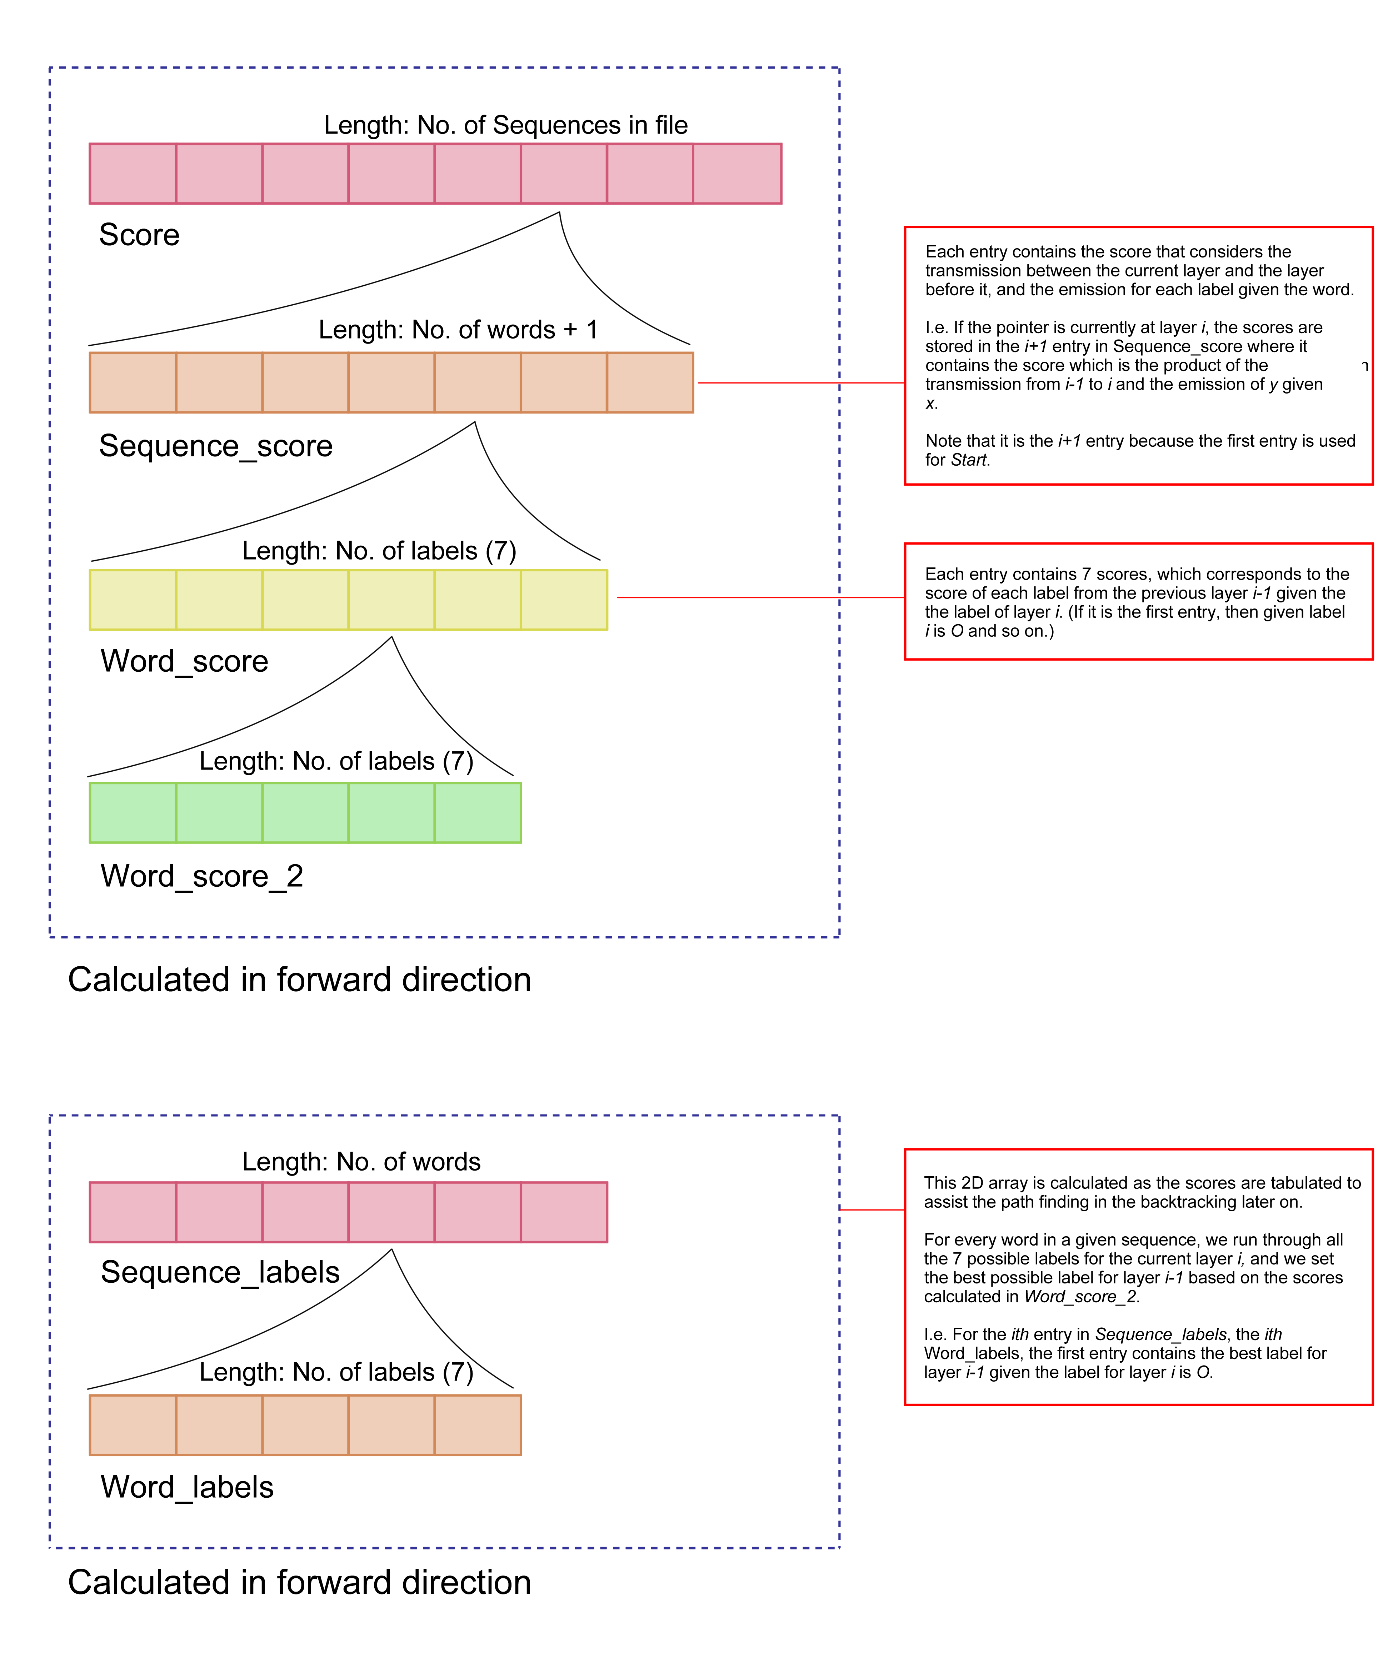 Length: No. of Sequences in file
Score
Length: No. of words + 1
Sequence_score
Length: No. of labels (7)
Word_score
Length: No. of labels (7)
Word_score_2
Calculated in forward direction
Each entry contains the score that considers the
transmission between the current layer and the layer
before it, and the emission for each label given the word.
I.e. If the pointer is currently at layer i, the scores are
stored in the i+1 entry in Sequence_score where it
contains the score which is the product of the
transmission from i-1 to i and the emission of y given
x.
Note that it is the i+1 entry because the first entry is used
for Start.
Each entry contains 7 scores, which corresponds to the
score of each label from the previous layer i-1 given the
the label of layer i. (If it is the first entry, then given label
i is O and so on.)
Length: No. of words
Sequence_labels
Length: No. of labels (7)
Word_labels
Calculated in forward direction
This 2D array is calculated as the scores are tabulated to
assist the path finding in the backtracking later on.
For every word in a given sequence, we run through all
the 7 possible labels for the current layer i, and we set
the best possible label for layer i-1 based on the scores
calculated in Word_score_2.
I.e. For the ith entry in Sequence_labels, the ith
Word_labels, the first entry contains the best label for
layer i-1 given the label for layer i is O.